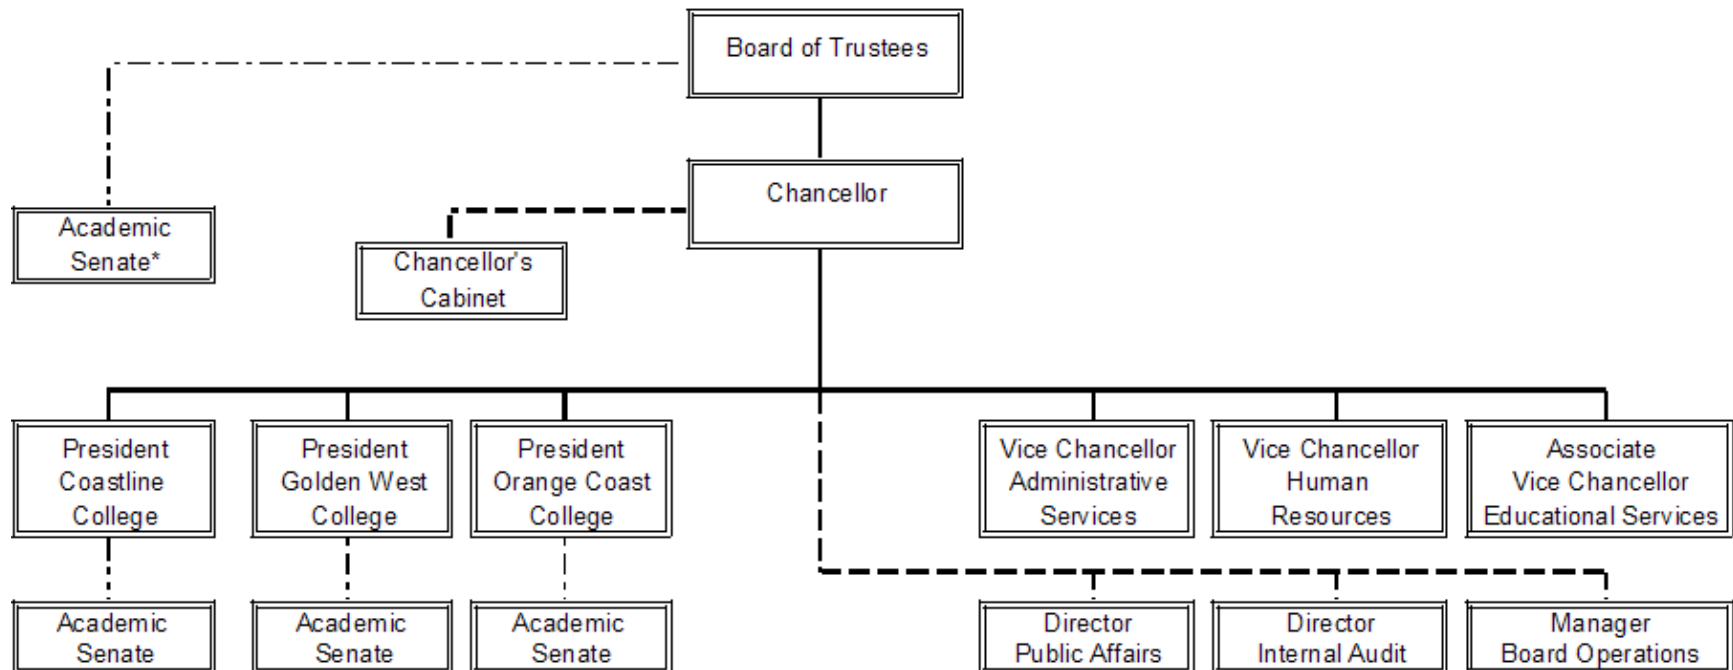 Board of Trustees
Chancellor
Academic
Senate*
Chancellor's
Cabinet
President
Coastline
College
President
Golden West
College
President
Orange Coast
College
Vice Chancellor
Administrative
Services
Vice Chancellor
Human
Resources
Associate
Vice Chancellor
Educational Services
Academic
Senate
Academic
Senate
Academic
Senate
Director
Public Affairs
Director
Internal Audit
Manager
Board Operations